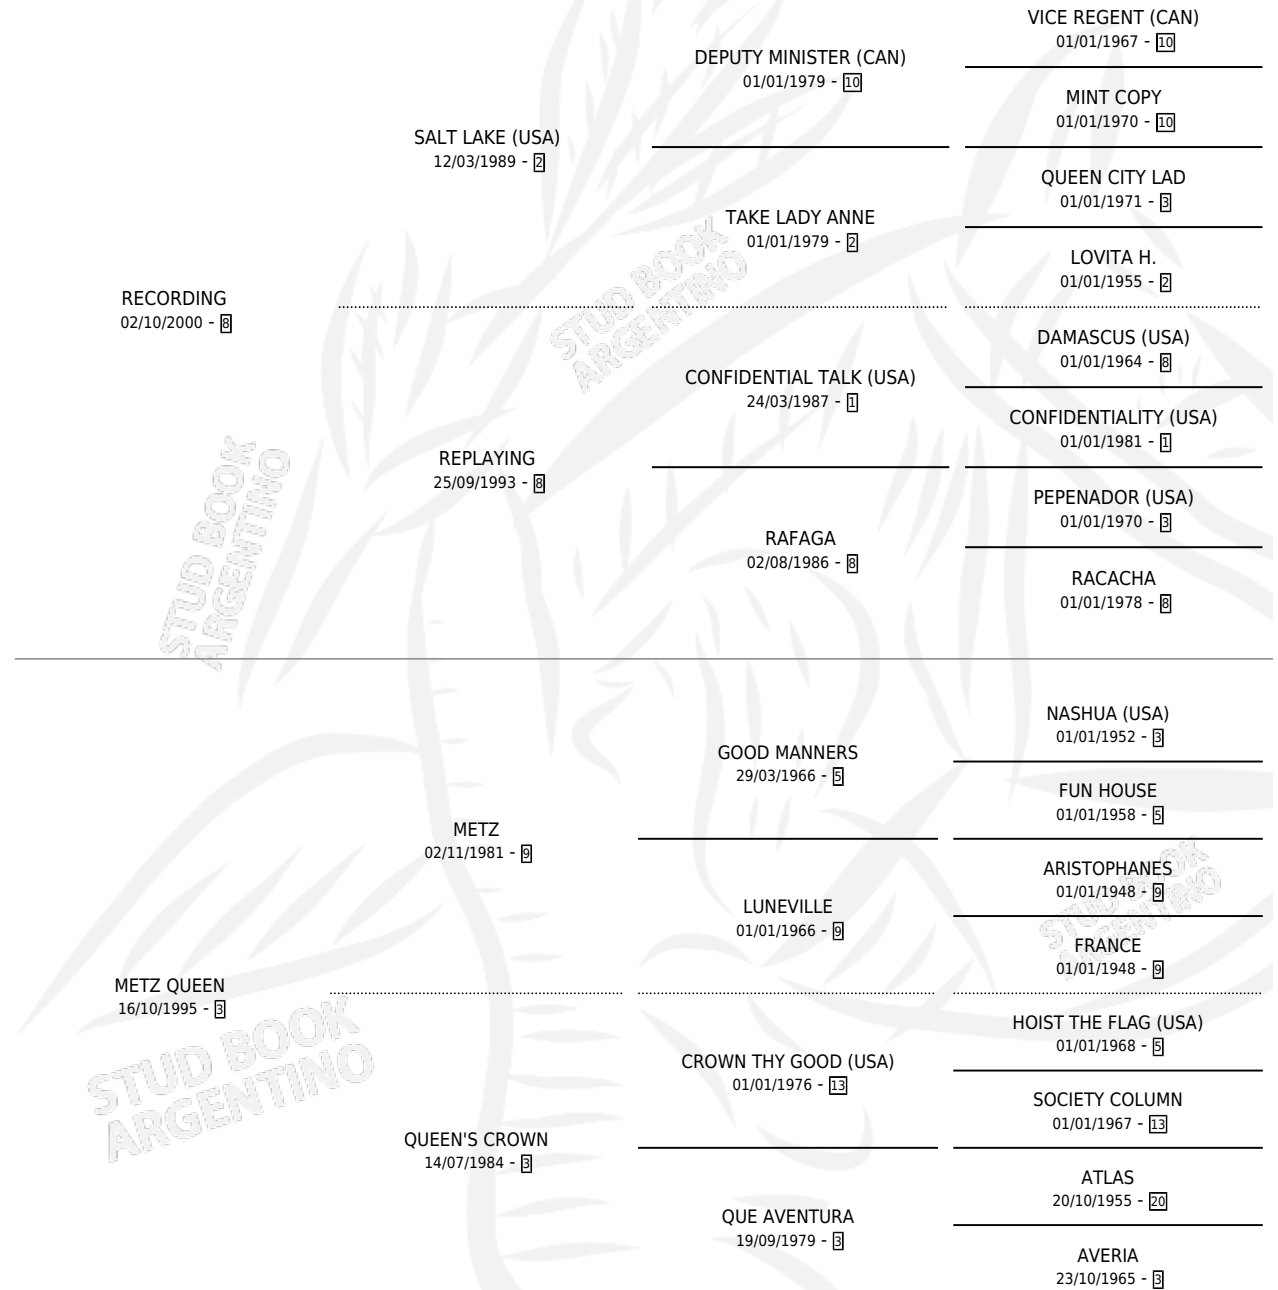 VICE REGENT (CAN)
01/01/1967 - 10
DEPUTY MINISTER (CAN)
01/01/1979 - 10
MINT COPY
01/01/1970 - 10
SALT LAKE (USA)
12/03/1989 - 2
QUEEN CITY LAD
01/01/1971 - 3
TAKE LADY ANNE
01/01/1979 - 2
LOVITA H.
01/01/1955 - 2
RECORDING
02/10/2000 - 8
DAMASCUS (USA)
01/01/1964 - 8
CONFIDENTIAL TALK (USA)
24/03/1987 - 1
CONFIDENTIALITY (USA)
01/01/1981 - 1
REPLAYING
25/09/1993 - 8
PEPENADOR (USA)
01/01/1970 - 3
RAFAGA
02/08/1986 - 8
RACACHA
01/01/1978 - 8
STUD BOOK
ARGENTINO
STUD BOOK
ARGENTINO
NASHUA (USA)
01/01/1952 - 3
GOOD MANNERS
29/03/1966 - 5
FUN HOUSE
01/01/1958 - 5
METZ
02/11/1981 - 9
ARISTOPHANES
01/01/1948 - 9
LUNEVILLE
01/01/1966 - 9
FRANCE
01/01/1948 - 9
STUD BOOK
ARGENTINO
METZ QUEEN
16/10/1995 - 3
HOIST THE FLAG (USA)
01/01/1968 - 5
CROWN THY GOOD (USA)
01/01/1976 - 13
SOCIETY COLUMN
01/01/1967 - 13
STUD BOOK
ARGENTINO
QUEEN'S CROWN
14/07/1984 - 3
ATLAS
20/10/1955 - 20
QUE AVENTURA
19/09/1979 - 3
AVERIA
23/10/1965 - 3